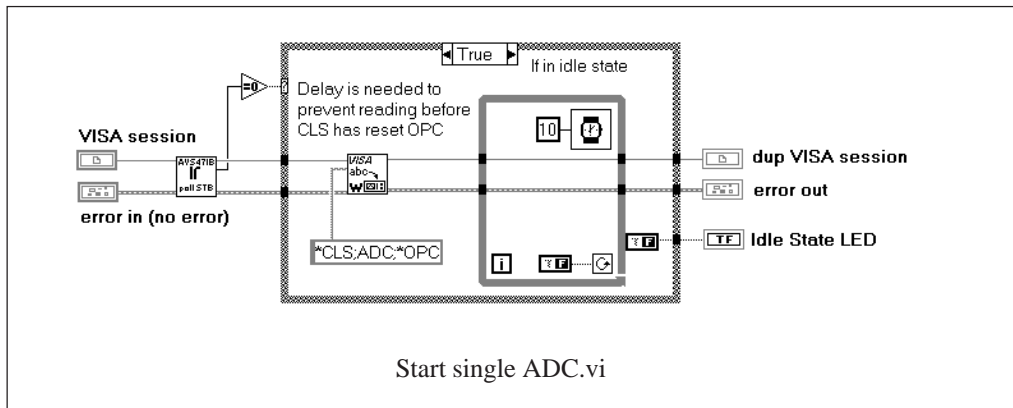 True
If in idle state
Delay is needed to
prevent reading before
CLS has reset OPC
=0
?
10
VISA session
AVS47IB
poll STB
VISA
abc
W
dup VISA session
error in (no error)
error out
*CLS;ADC;*OPC
i
F
F
TF
Idle State LED
Start single ADC.vi